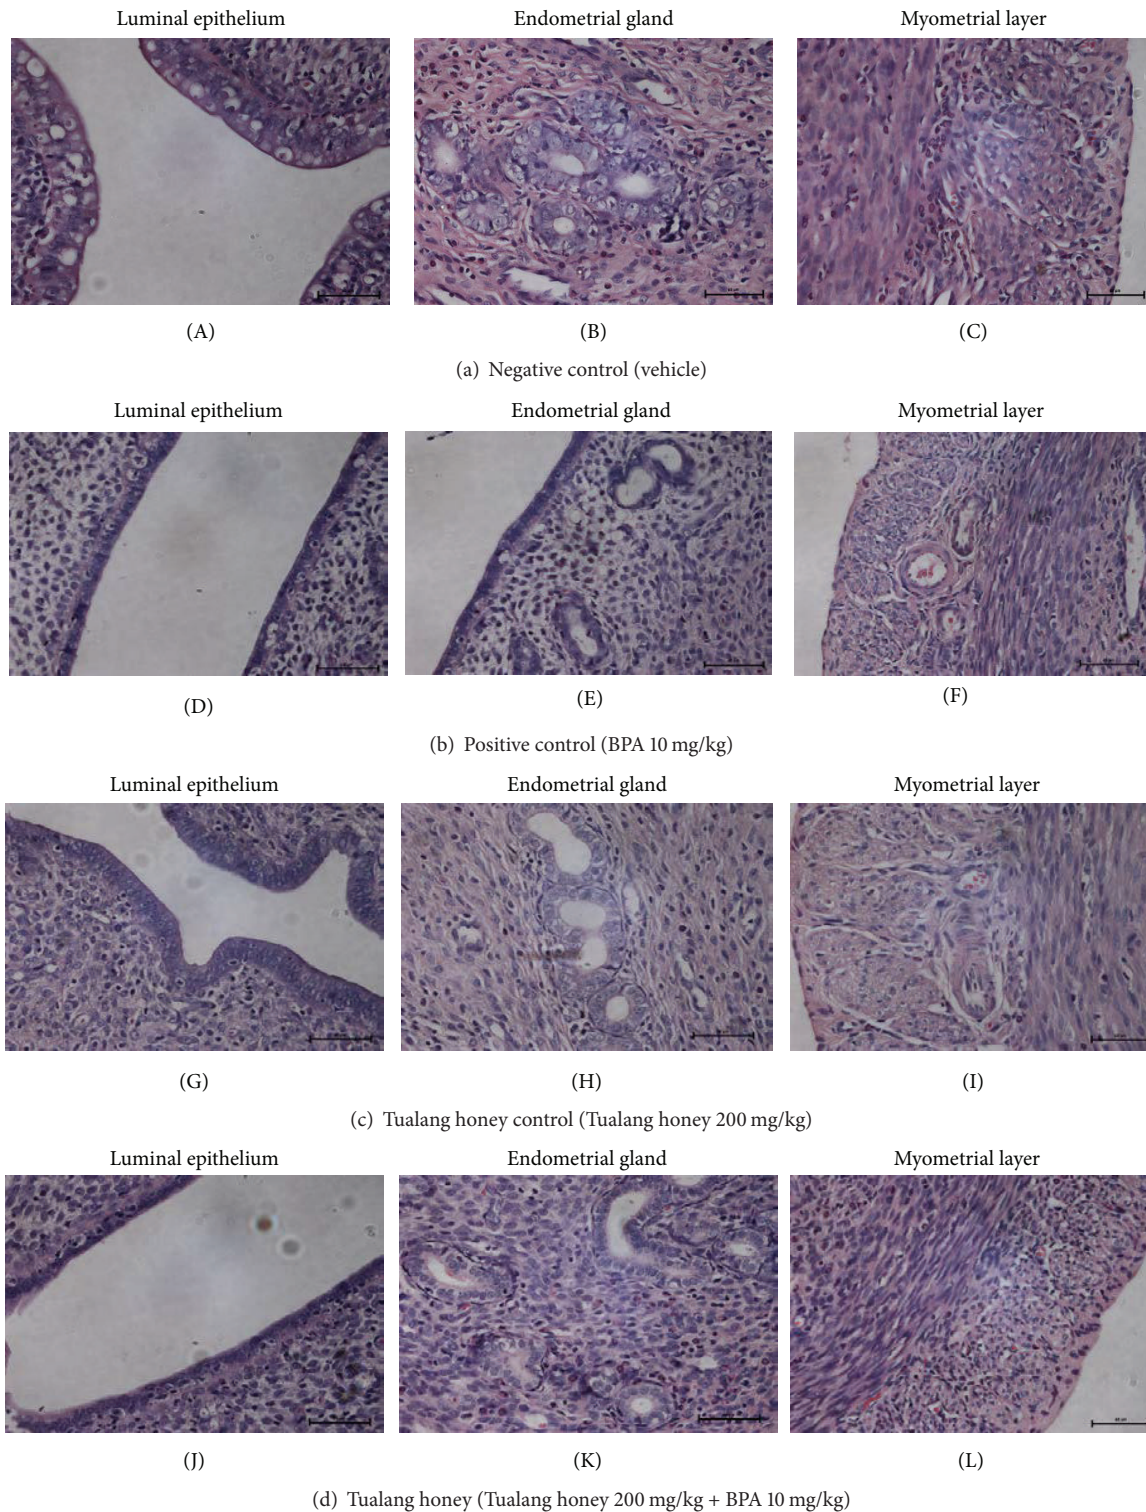 Luminal epithelium Endometrial gland Myometrial layer
(A) (B) (C)
(a) Negative control (vehicle)
Luminal epithelium Endometrial gland Myometrial layer
(D) (E) (F)
(b) Positive control (BPA 10 mg/kg)
Luminal epithelium Endometrial gland Myometrial layer
(G) (H) (I)
(c) Tualang honey control (Tualang honey 200 mg/kg)
Luminal epithelium Endometrial gland Myometrial layer
(J) (K) (L)
(d) Tualang honey (Tualang honey 200 mg/kg + BPA 10 mg/kg)